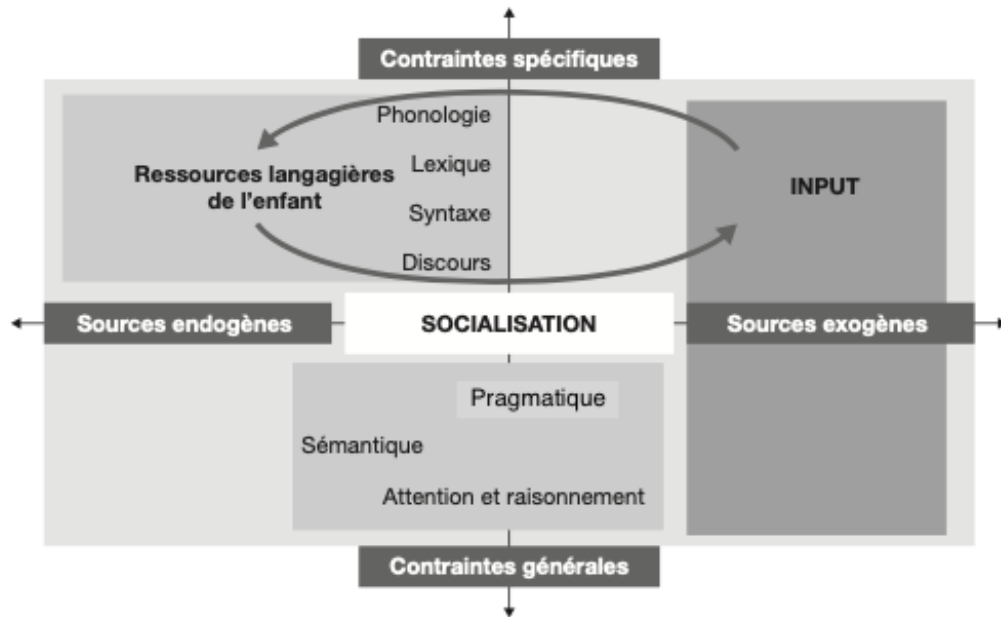 Contraintes spécifiques
Phonologie
Lexique
Ressources langagières
de l'enfant
INPUT
Syntaxe
Discours
Sources endogènes
SOCIALISATION
Sources exogènes
Pragmatique
Sémantique
Attention et raisonnement
Contraintes générales